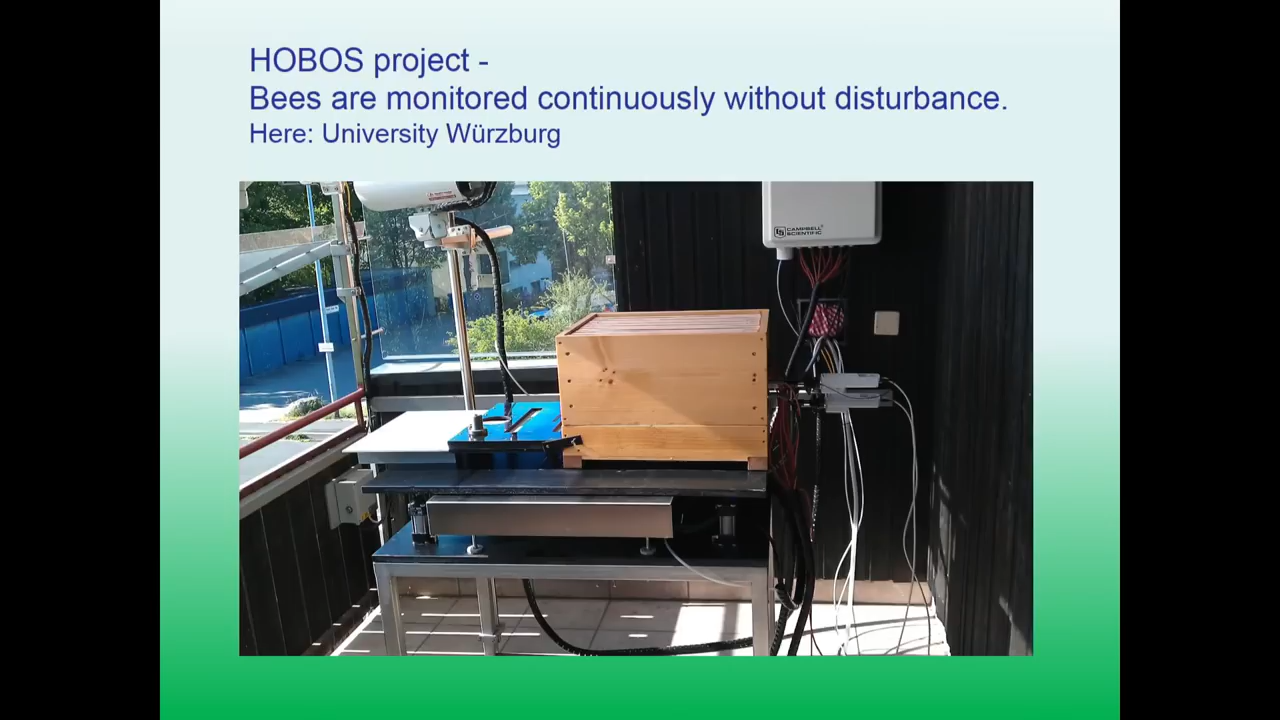 HOBOS project -
Bees are monitored continuously without disturbance.
Here: University Würzburg
CAMPBELL
SCIENTIFIC